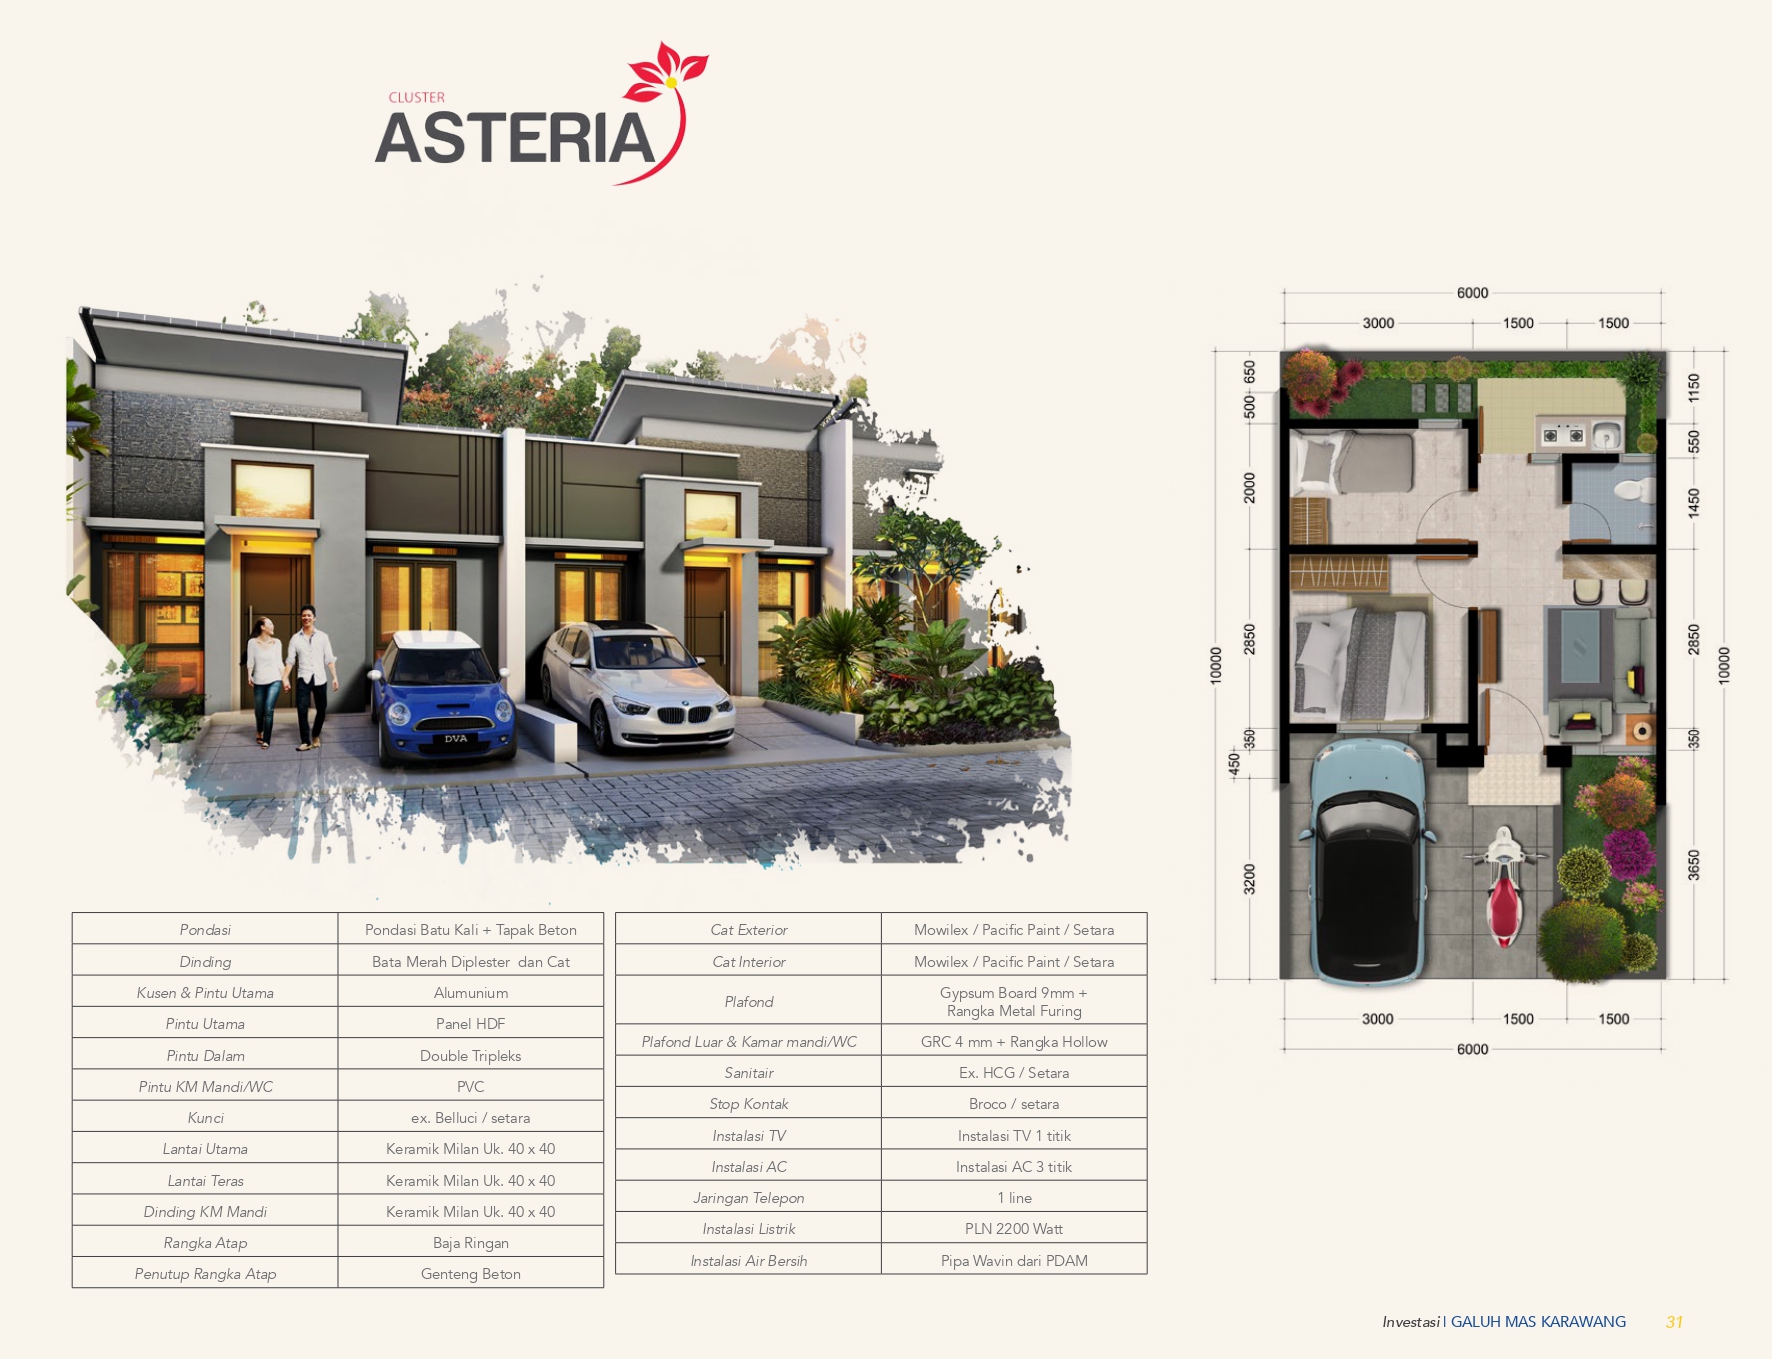 CLUSTER
ASTERIA
6000
3000 1500 1500
650
500
2000
2850
10000
350
450
3200
1150
550
1450
2850
10000
350
3650
3000 1500 1500
6000
DVA
Pondasi Pondasi Batu Kali + Tapak Beton
Dinding Bata Merah Diplester dan Cat
Kusen & Pintu Utama Alumunium
Pintu Utama Panel HDF
Pintu Dalam Double Tripleks
Pintu KM Mandi/WC PVC
Kunci ex. Belluci / setara
Lantai Utama Keramik Milan Uk. 40 x 40
Lantai Teras Keramik Milan Uk. 40 x 40
Dinding KM Mandi Keramik Milan Uk. 40 x 40
Rangka Atap Baja Ringan
Penutup Rangka Atap Genteng Beton
Cat Exterior Mowilex / Pacific Paint / Setara
Cat Interior Mowilex / Pacific Paint / Setara
Plafond Gypsum Board 9mm +
Rangka Metal Furing
Plafond Luar & Kamar mandi/WC GRC 4 mm + Rangka Hollow
Sanitair Ex. HCG / Setara
Stop Kontak Broco / setara
Instalasi TV Instalasi TV 1 titik
Instalasi AC Instalasi AC 3 titik
Jaringan Telepon 1 line
Instalasi Listrik PLN 2200 Watt
Instalasi Air Bersih Pipa Wavin dari PDAM
Investasi | GALUH MAS KARAWANG 31